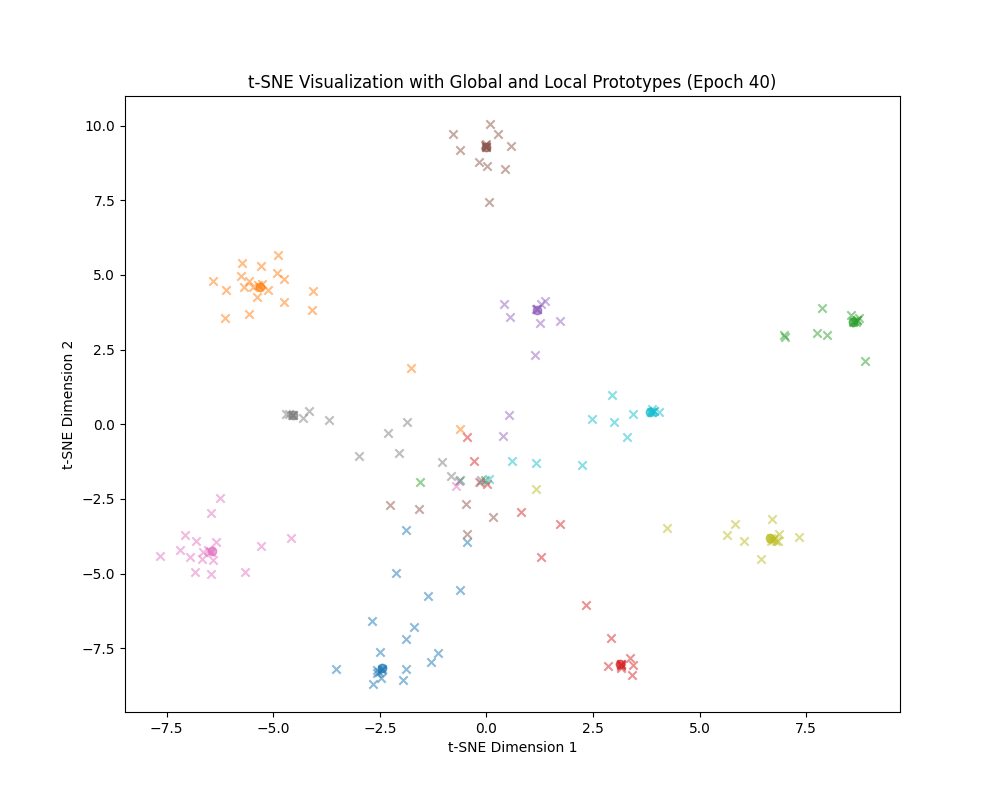 t-SNE Visualization with Global and Local Prototypes (Epoch 40)
10.0
7.5
5.0
2.5
0.0
−2.5
−5.0
−7.5
t-SNE Dimension 2
−7.5 −5.0 −2.5 0.0 2.5 5.0 7.5
t-SNE Dimension 1